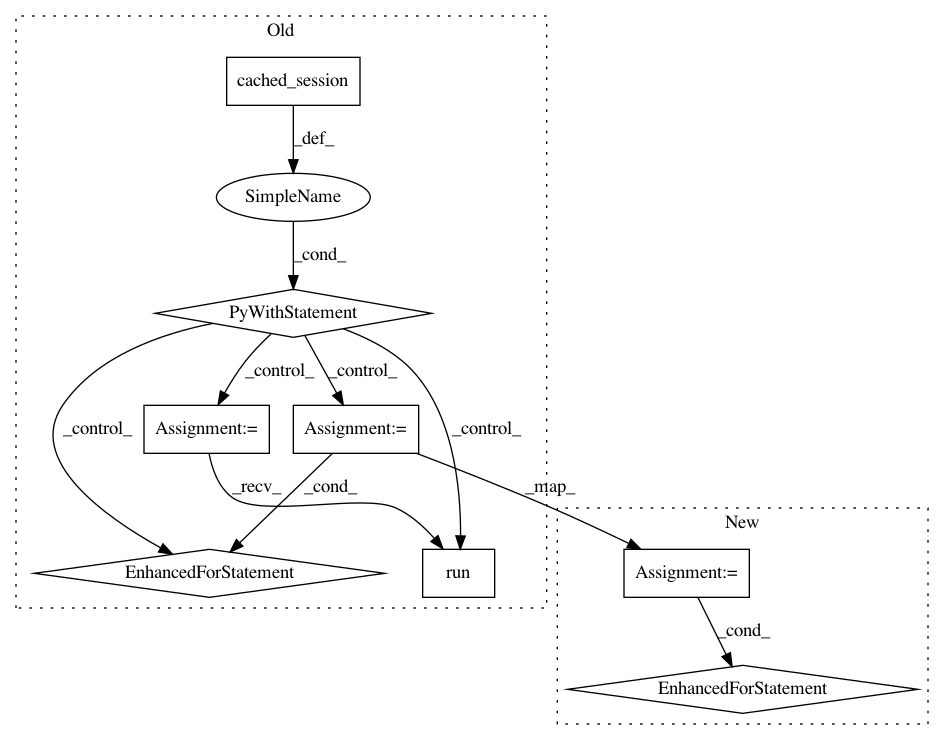 Old
cached_session
_def_
SimpleName
_cond_
PyWithStatement
_control_ _control_
_control_ _control_
Assignment:= Assignment:=
_recv_ _cond_ _map_
New
EnhancedForStatement run Assignment:=
_cond_
EnhancedForStatement